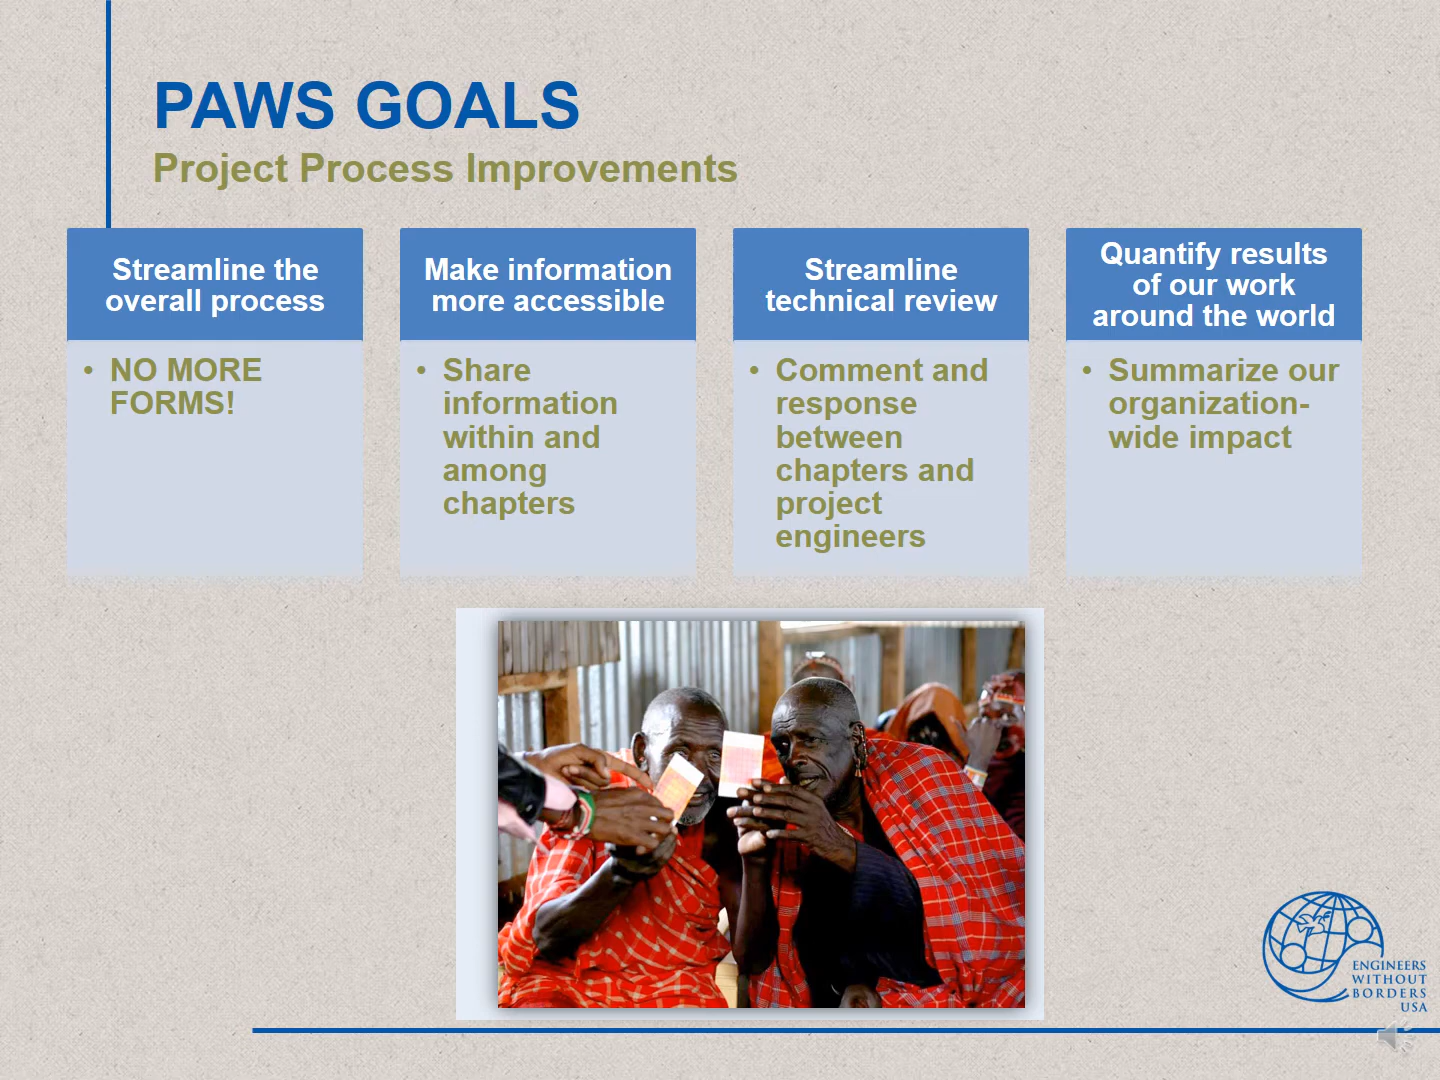 PAWS GOALS
Project Process Improvements
Streamline the
overall process
• NO MORE
FORMS!
Make information
more accessible
• Share
information
within and
among
chapters
Streamline
technical review
• Comment and
response
between
chapters and
project
engineers
Quantify results
of our work
around the world
• Summarize our
organization-
wide impact
ENGINEERS
WITHOUT
BORDERS
USA